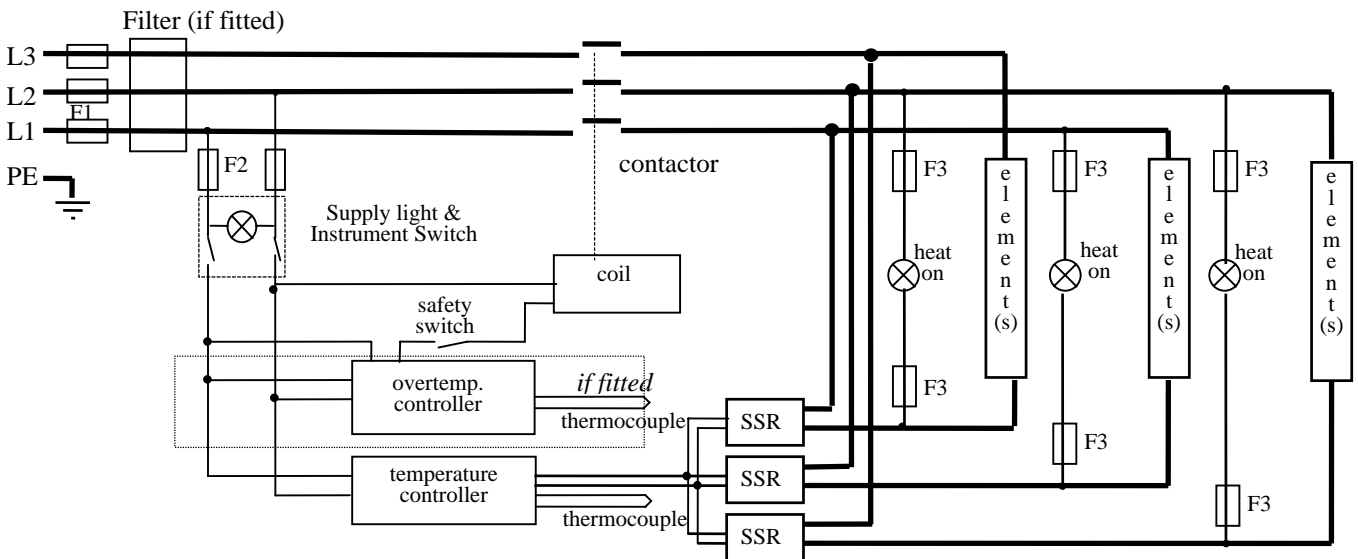 Filter (if fitted)
L3
L2
F1
L1
PE
F2
contactor
Supply light &
Instrument Switch
coil
safety
switch
overtemp.
controller
if fitted
thermocouple
temperature
controller
thermocouple
SSR
SSR
SSR
F3
heat
on
F3
element(s)
F3
heat
on
F3
element(s)
F3
heat
on
F3
element(s)